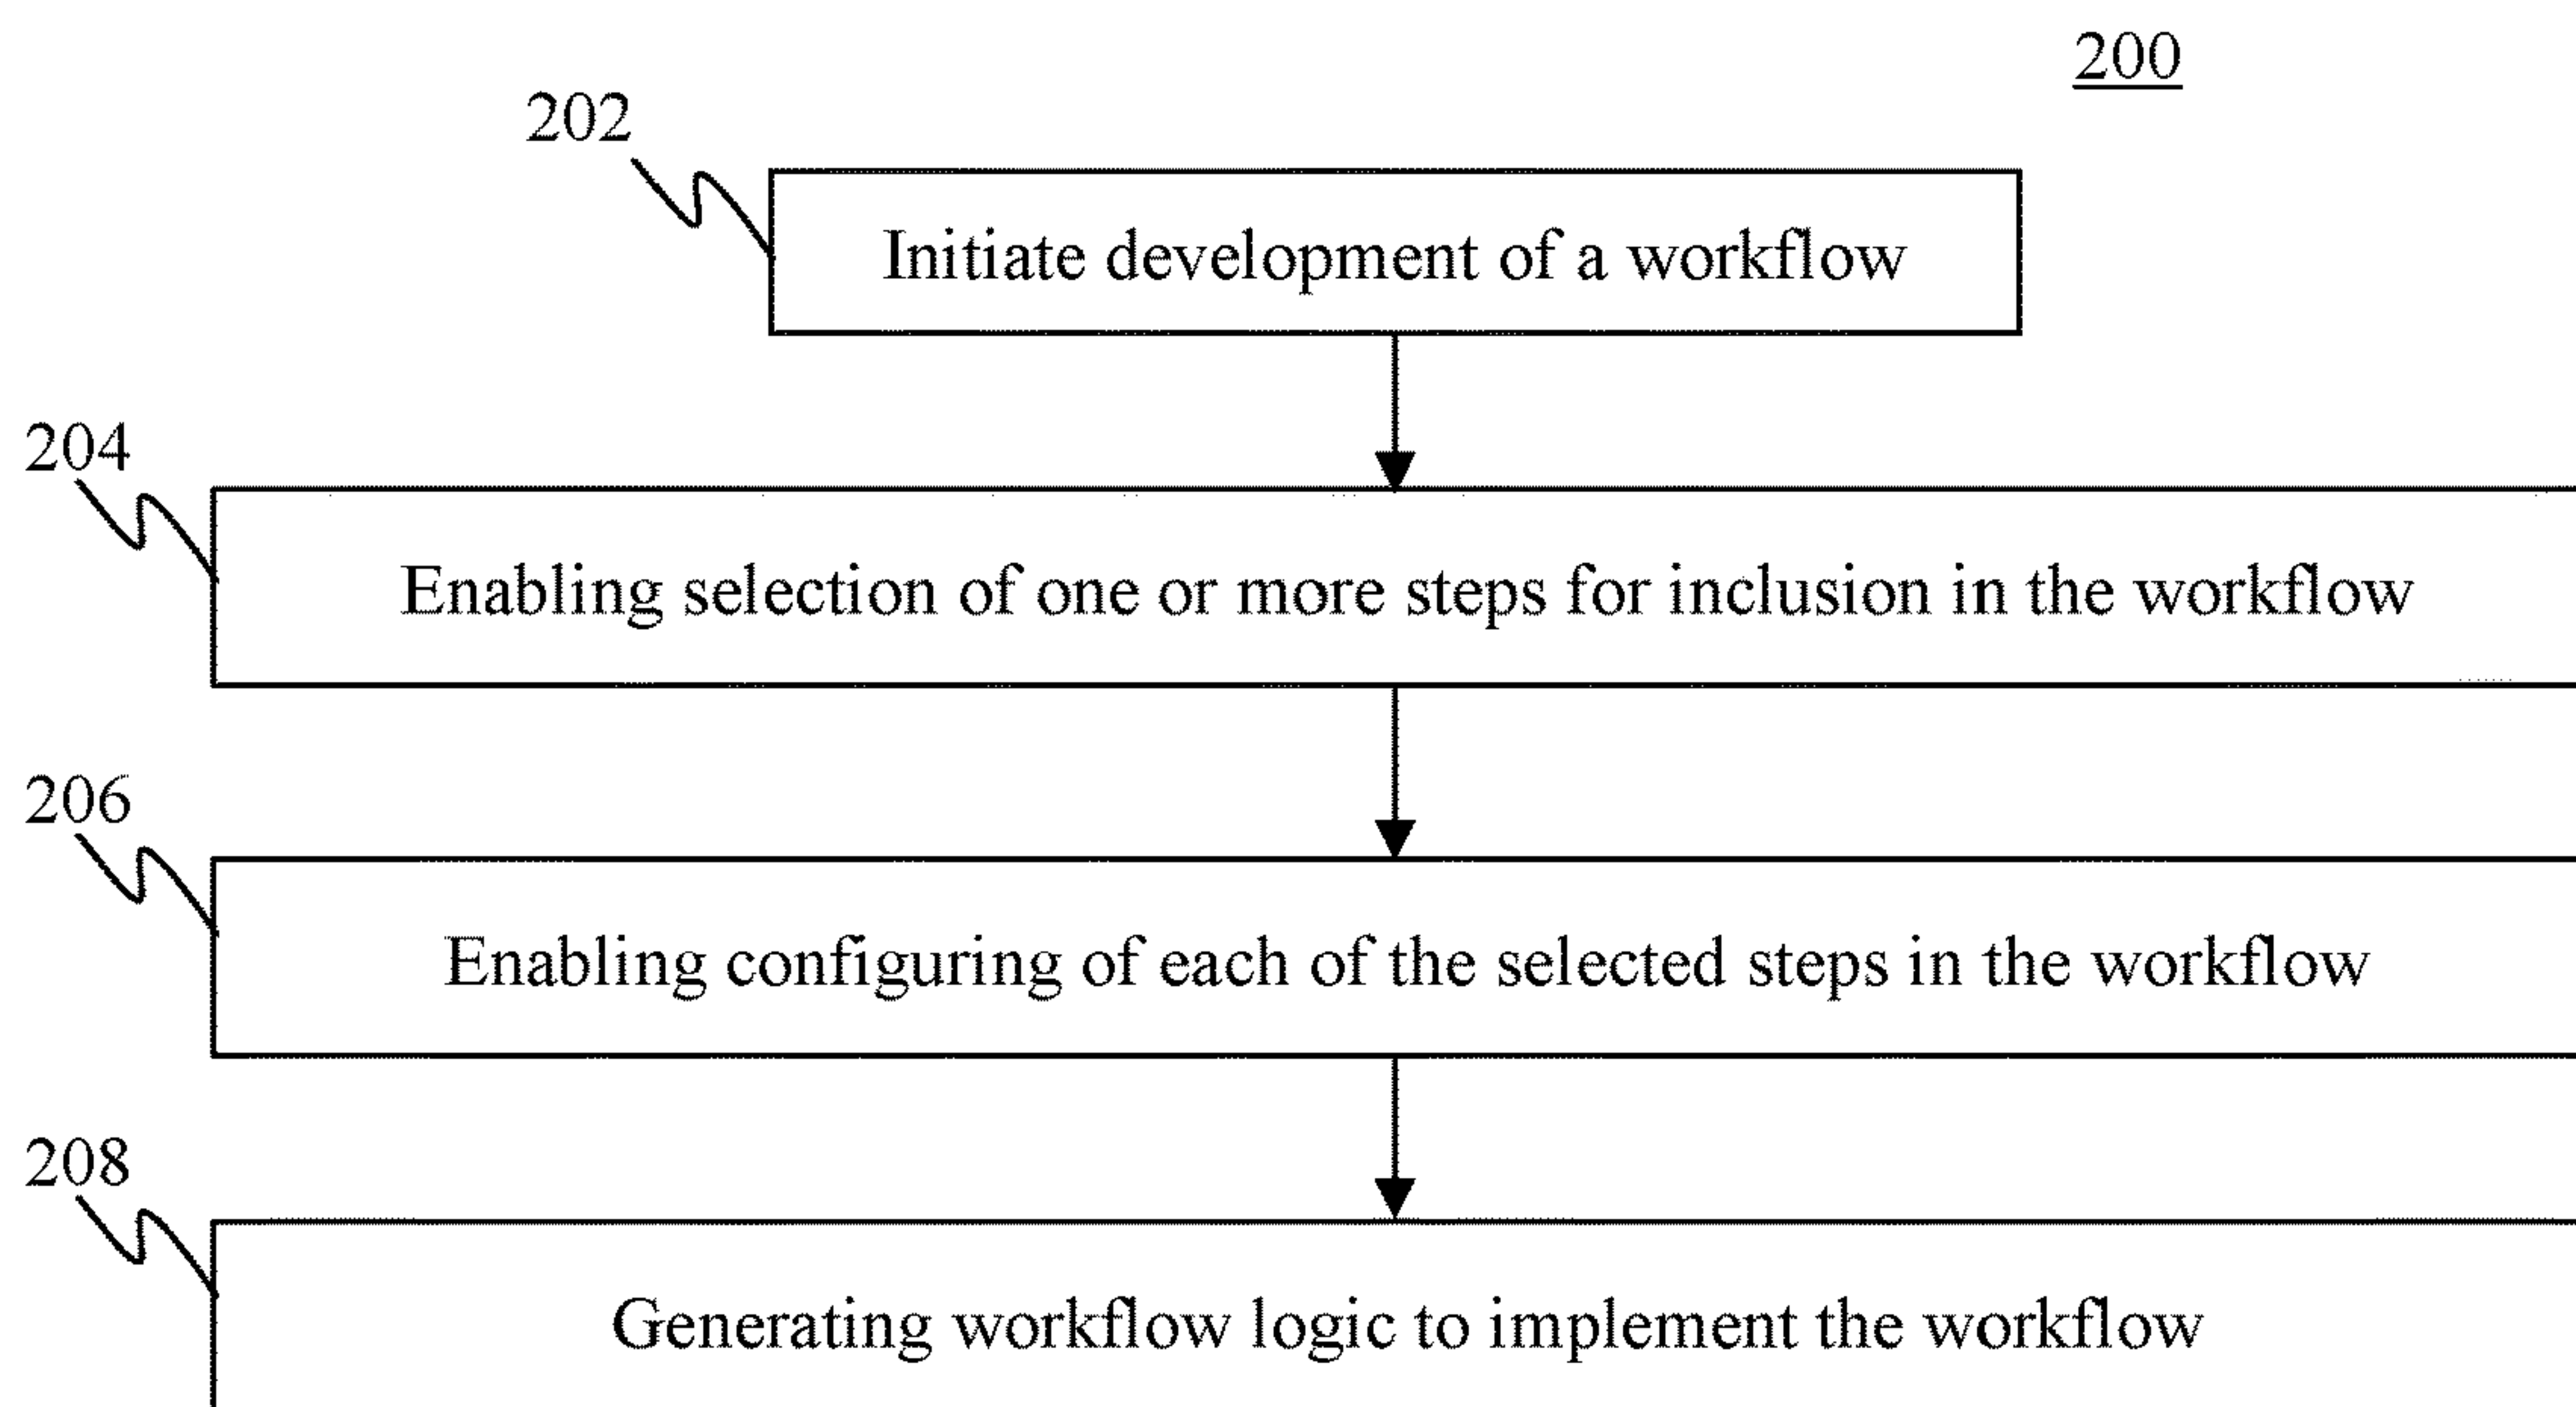 200
202
Initiate development of a workflow
204
Enabling selection of one or more steps for inclusion in the workflow
206
Enabling configuring of each of the selected steps in the workflow
208
Generating workflow logic to implement the workflow